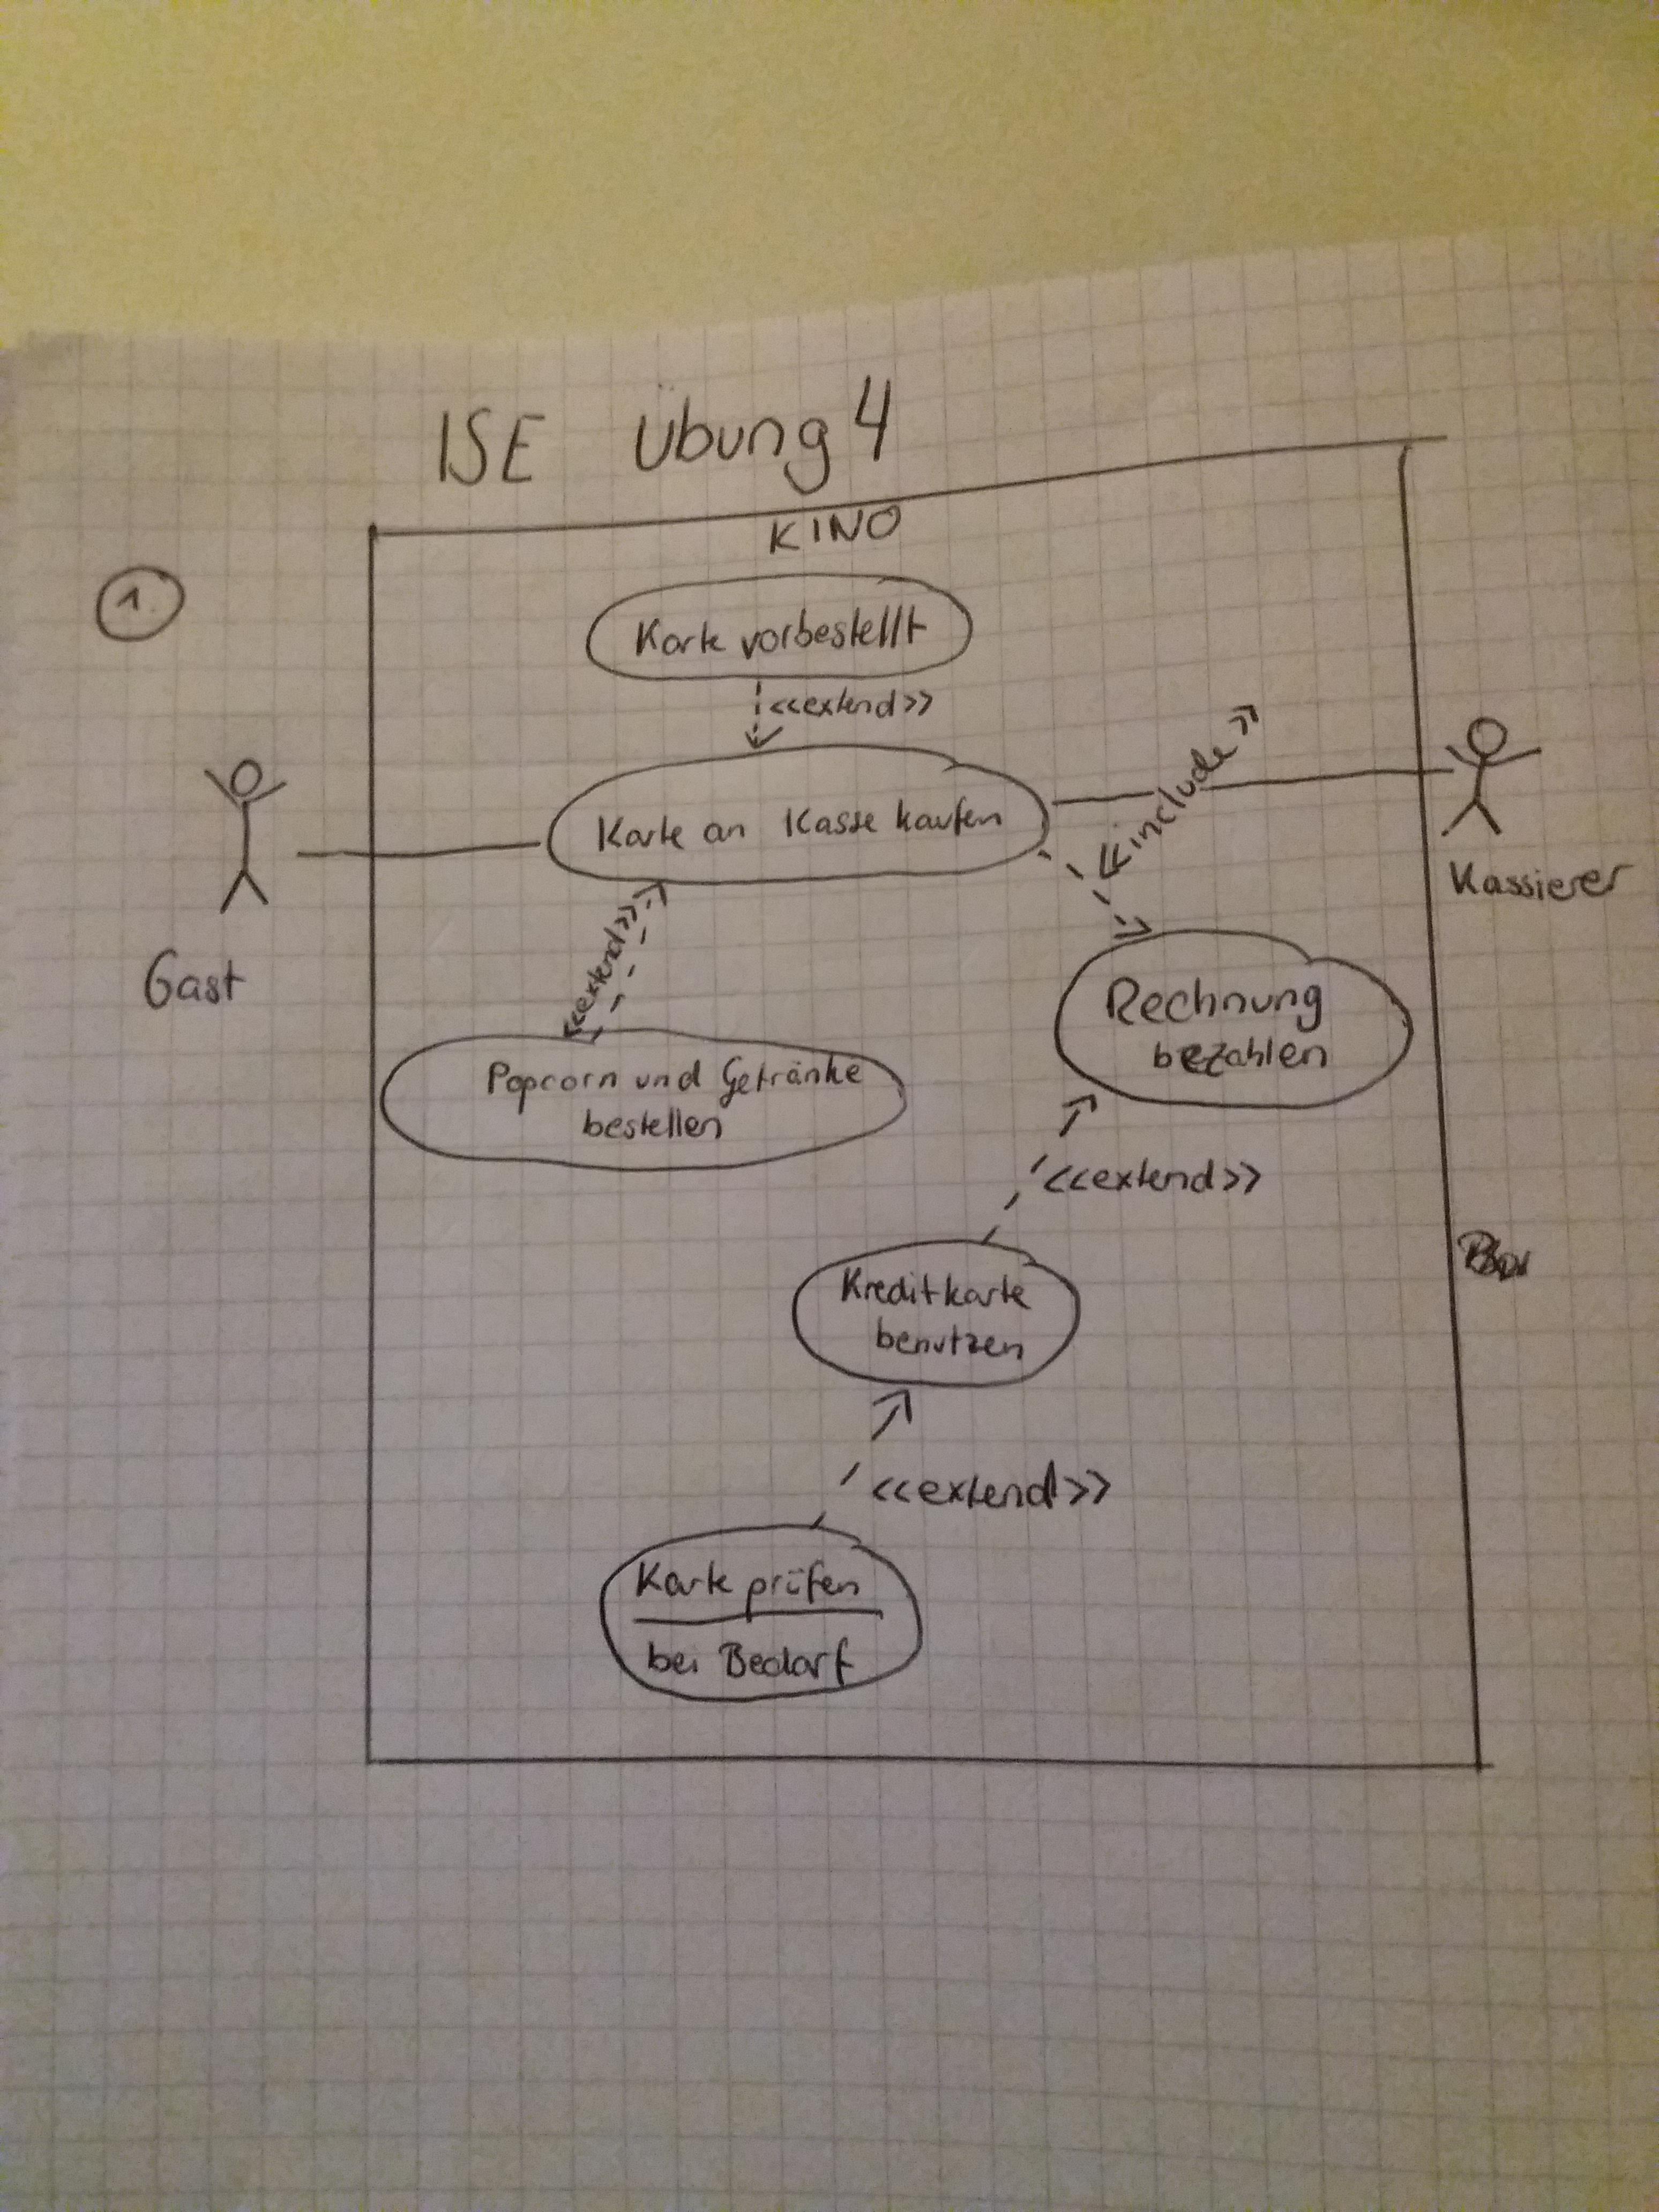 ISE Übung 4
1.
KINO
Karte vorbestellt
<<extend>>
Karte an Kasse kaufen
Gast
Kassierer
<<include>>
<<extend>>
Popcorn und Getränke
bestellen
Rechnung
bezahlen
<<extend>>
Kreditkarte
benutzen
<<extend>>
Karte prüfen
bei Bedarf